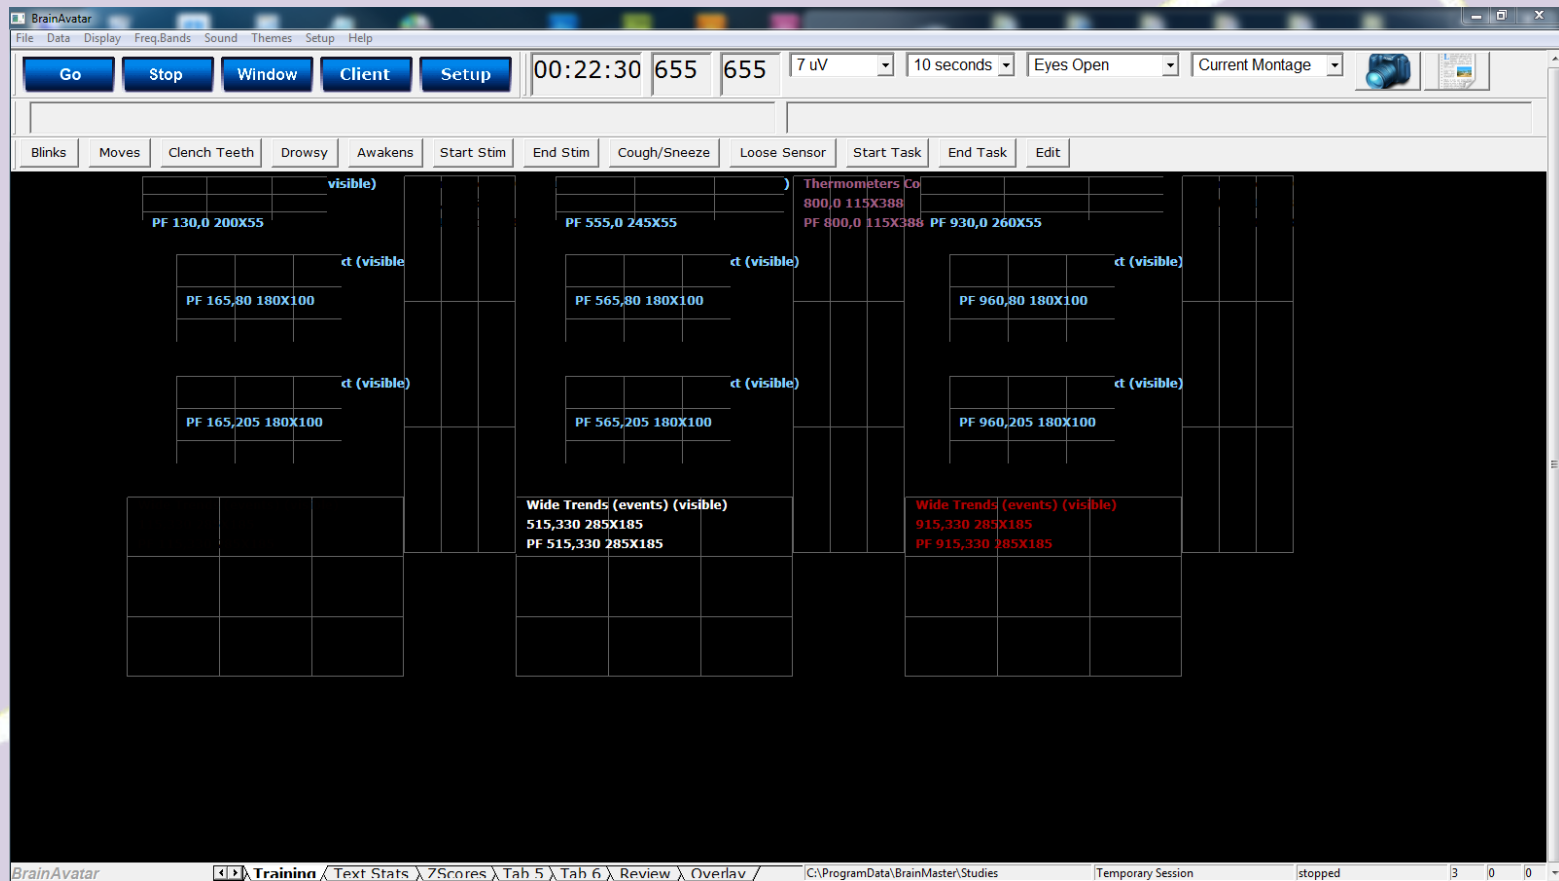 BrainAvatar
File Data Display Freq.Bands Sound Themes Setup Help
Go Stop Window Client Setup 00:22:30 655 655 7 uV 10 seconds Eyes Open Current Montage
Blinks Moves Clench Teeth Drowsy Awakens Start Stim End Stim Cough/Sneeze Loose Sensor Start Task End Task Edit
visible) ) Thermometers Co
800,0 115X388
PF 130,0 200X55 PF 555,0 245X55 PF 800,0 115X388 PF 930,0 260X55
ct (visible ct (visible) ct (visible)
PF 165,80 180X100 PF 565,80 180X100 PF 960,80 180X100
ct (visible) ct (visible) ct (visible)
PF 165,205 180X100 PF 565,205 180X100 PF 960,205 180X100
Wide Trends (events) (visible) Wide Trends (events) (visible)
515,330 285X185 915,330 285X185
PF 515,330 285X185 PF 915,330 285X185
BrainAvatar Training Text Stats ZScores Tab 5 Tab 6 Review Overlay C:\ProgramData\BrainMaster\Studies Temporary Session stopped 3 0 0